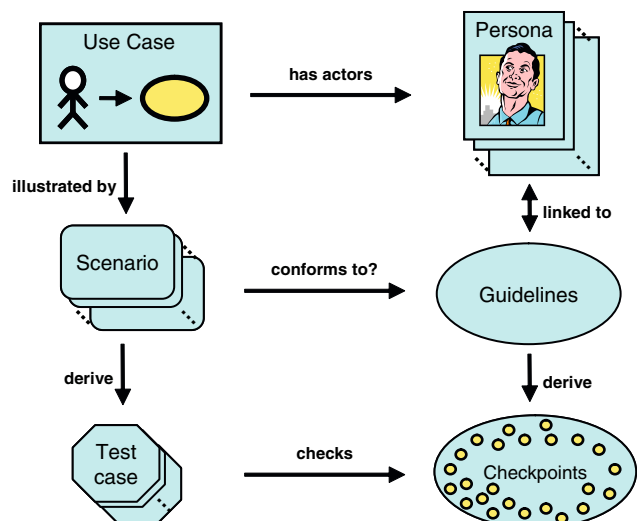 Use Case
Persona
has actors
illustrated by
linked to
Scenario
conforms to?
Guidelines
derive
derive
Test
case
checks
Checkpoints